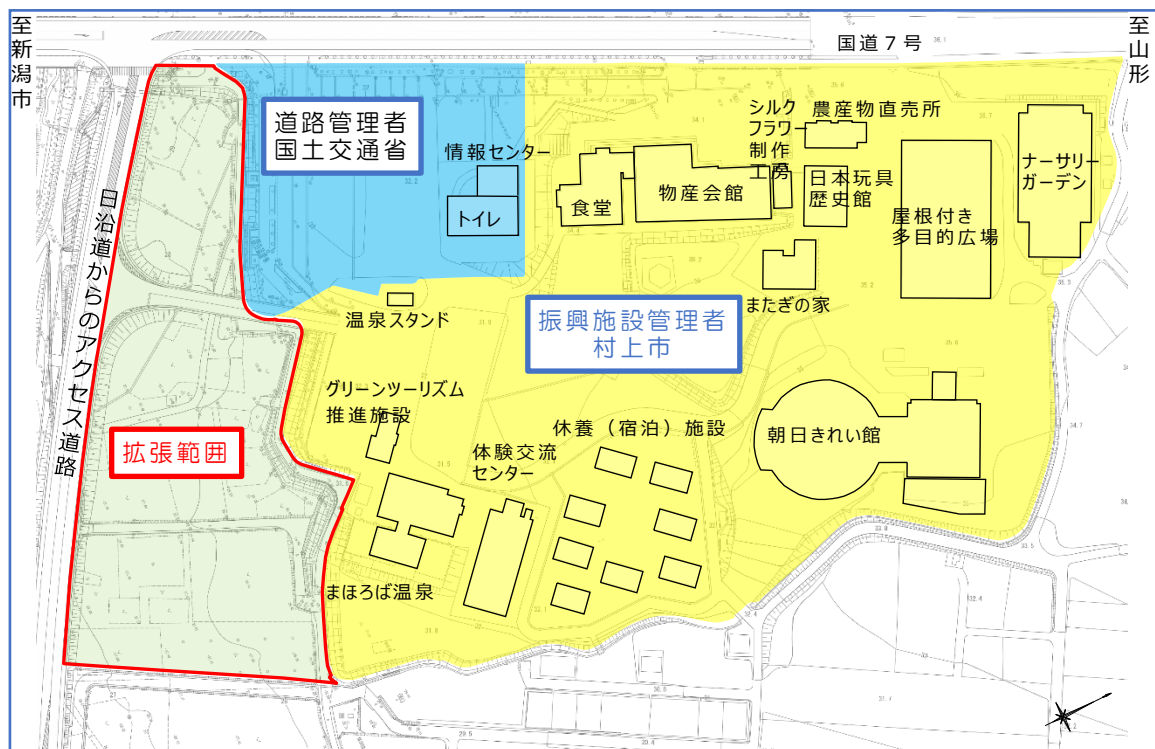 至新潟市
国道７号
至山形
道路管理者
国土交通省
情報センター
トイレ
食堂
物産会館
シルク
フラワー
制作
工房
農産物直売所
日本玩具
歴史館
屋根付き
多目的広場
ナーサリー
ガーデン
またぎの家
温泉スタンド
振興施設管理者
村上市
日沿道からのアクセス道路
拡張範囲
グリーンツーリズム
推進施設
体験交流
センター
休養（宿泊）施設
朝日きれい館
まほろば温泉